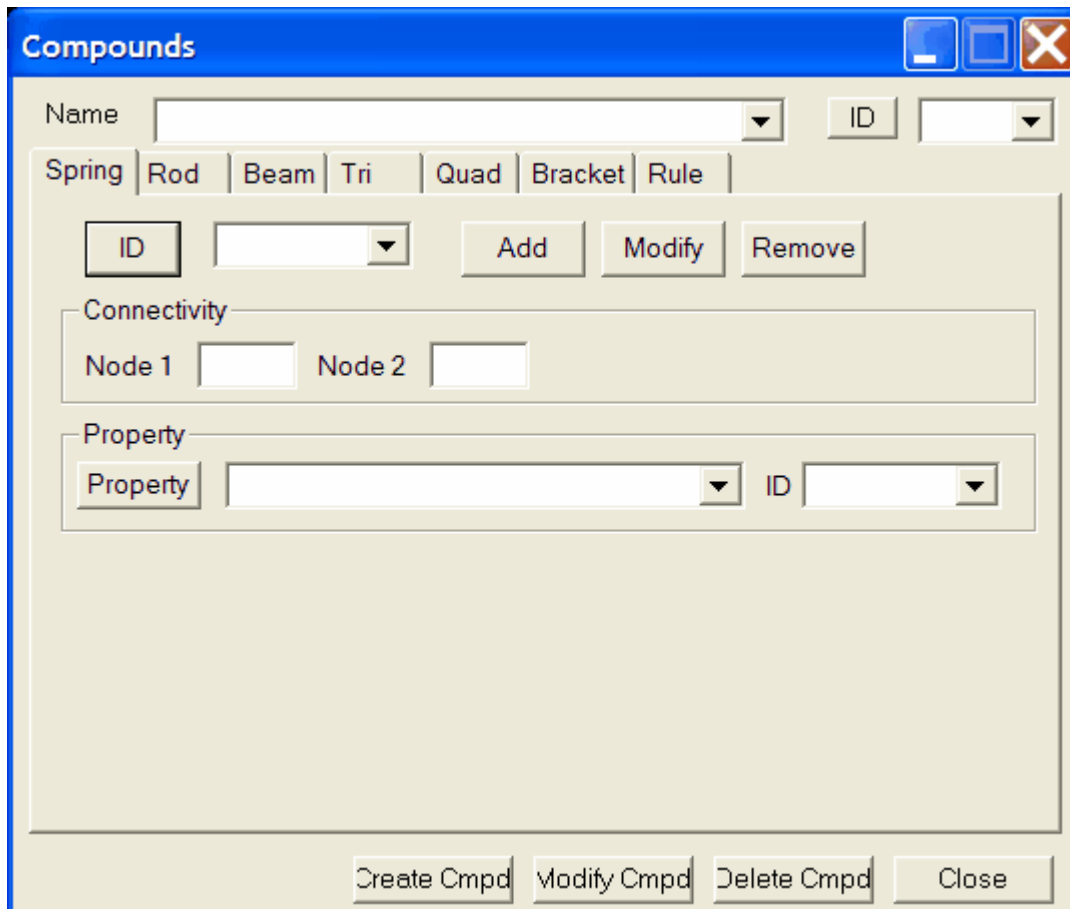 Compounds
Name ID
Spring Rod Beam Tri Quad Bracket Rule
ID Add Modify Remove
Connectivity
Node 1 Node 2
Property
Property ID
Create Cmpd Modify Cmpd Delete Cmpd Close